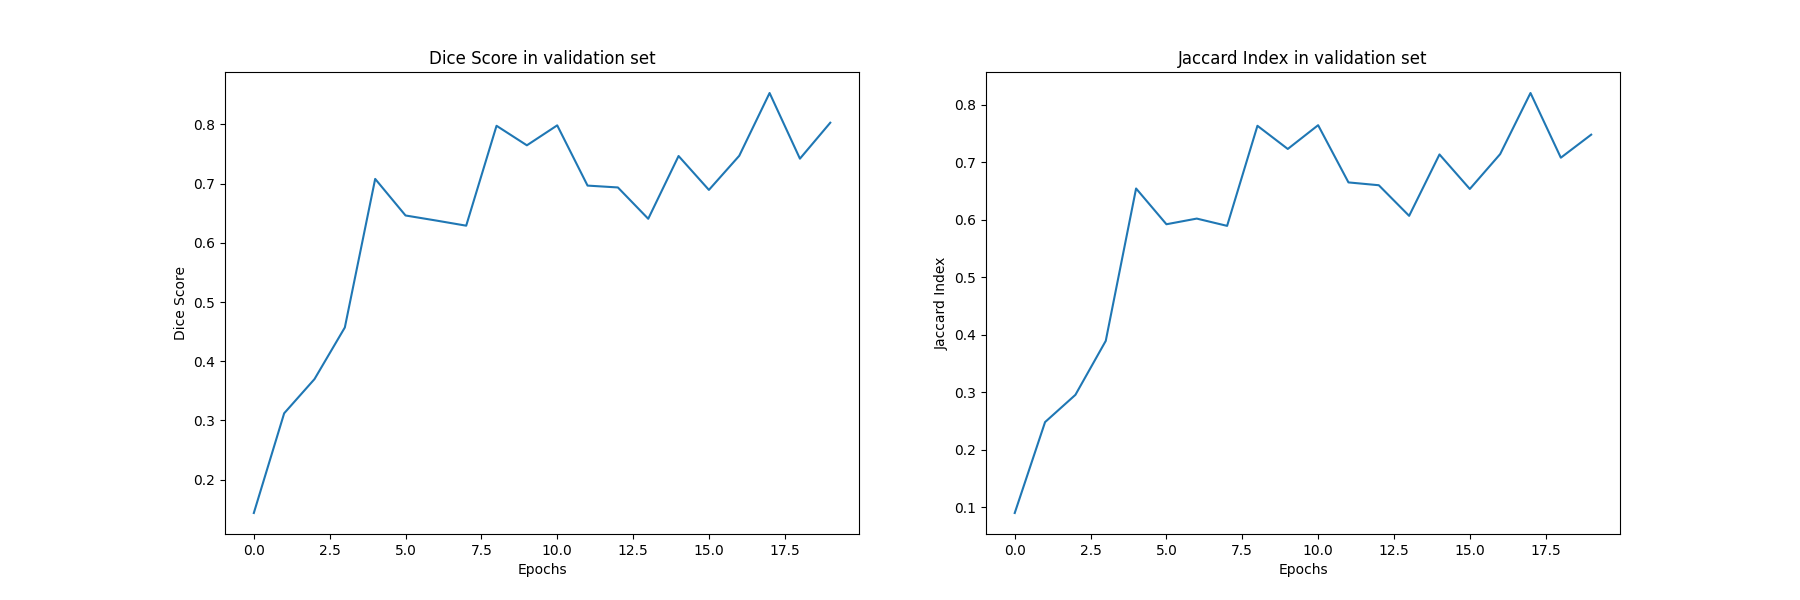 Dice Score in validation set
Dice Score
0.8
0.7
0.6
0.5
0.4
0.3
0.2
0.0 2.5 5.0 7.5 10.0 12.5 15.0 17.5
Epochs
Jaccard Index in validation set
Jaccard Index
0.8
0.7
0.6
0.5
0.4
0.3
0.2
0.1
0.0 2.5 5.0 7.5 10.0 12.5 15.0 17.5
Epochs